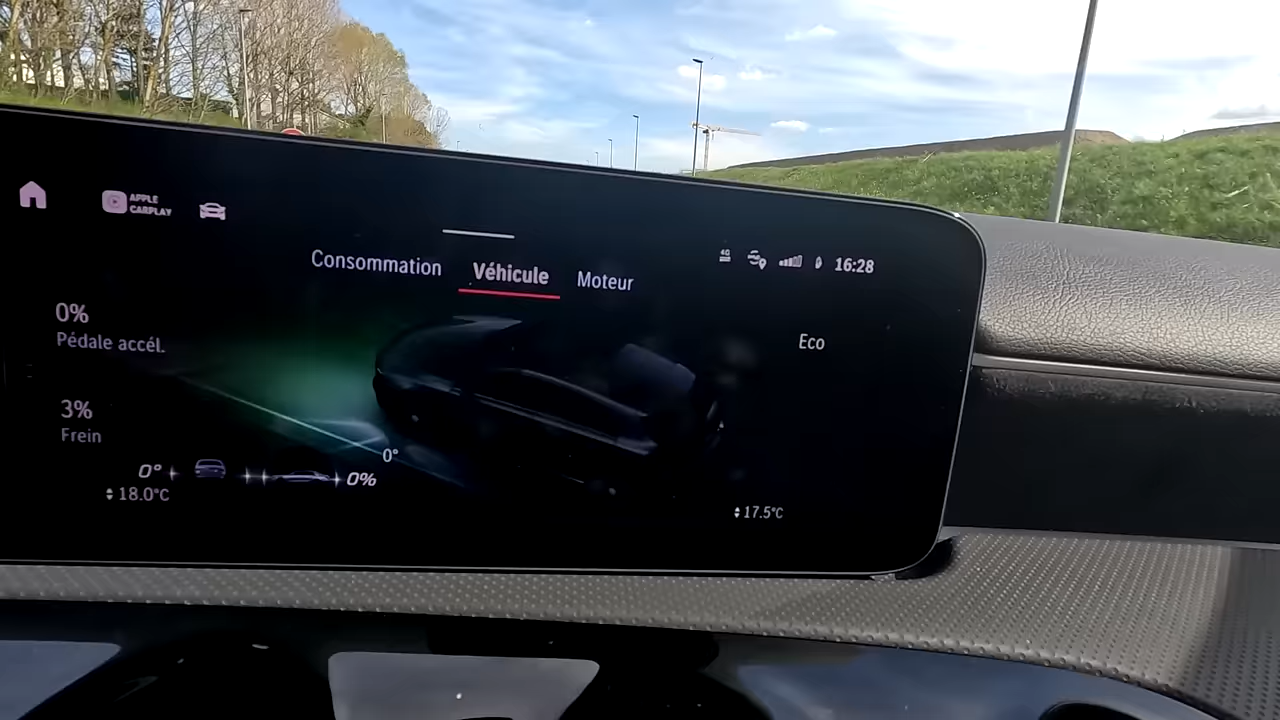 APPLE
CARPLAY
4G
16:28
Consommation
Véhicule
Moteur
0%
Pédale accél.
Eco
3%
Frein
0°
0°
0%
18.0°C
17.5°C